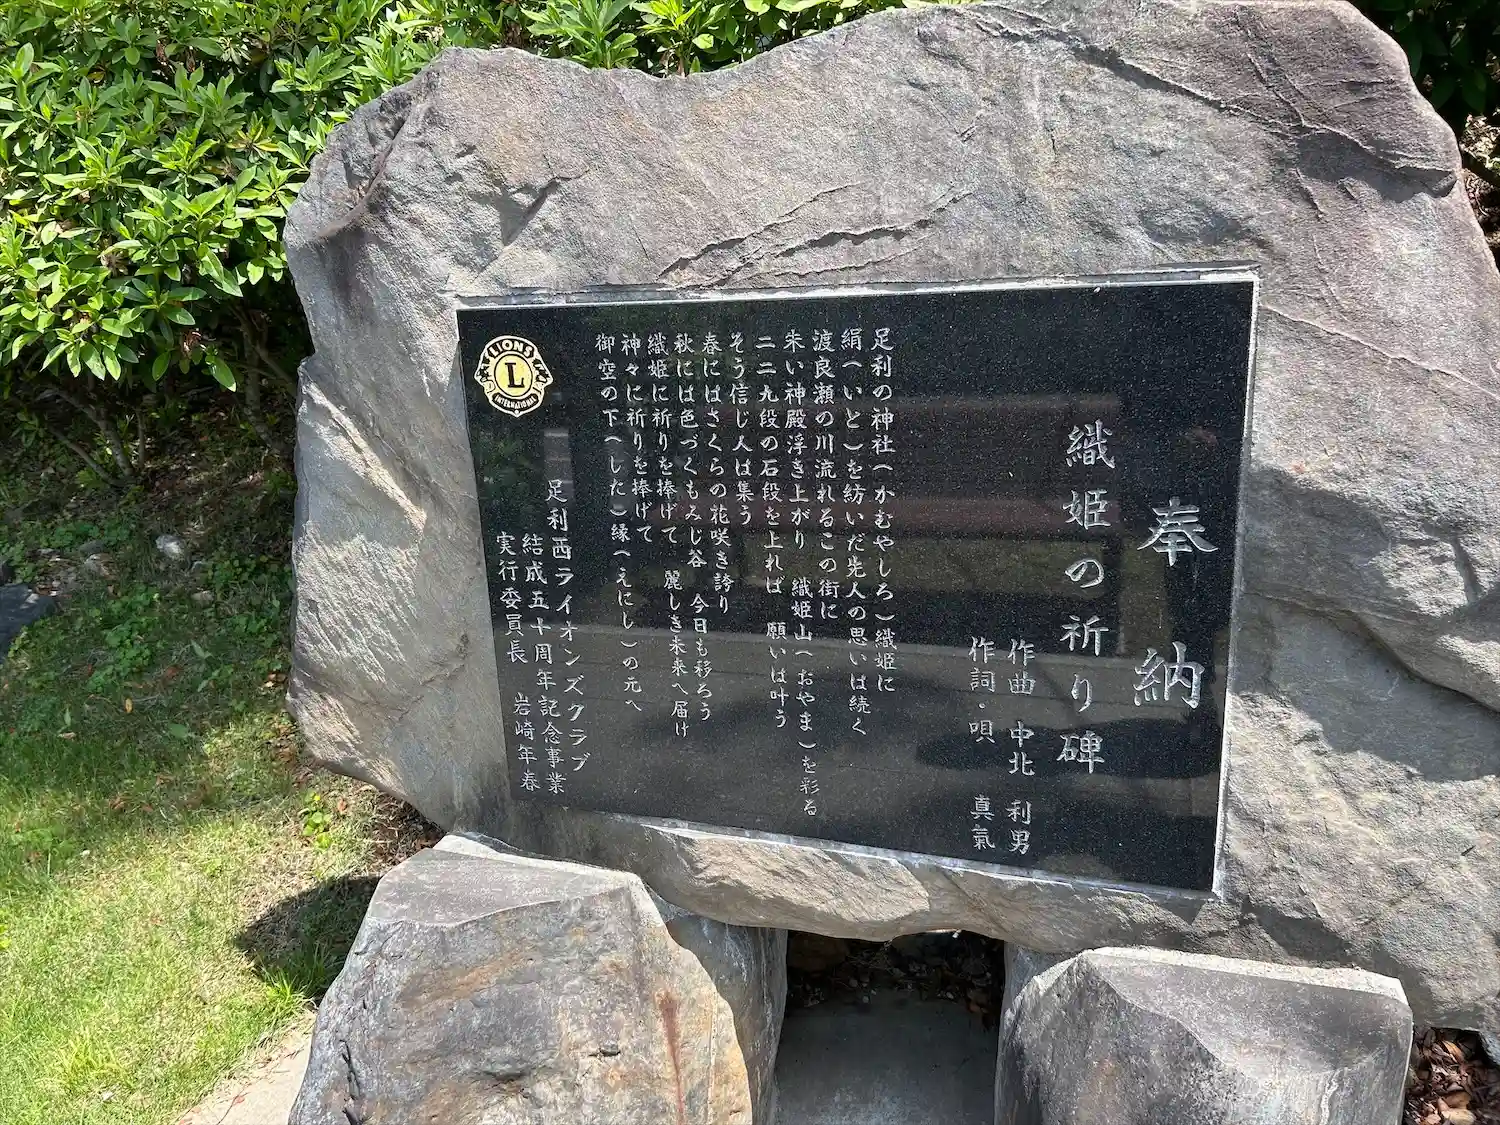 奉納
織姫の祈り碑
作曲 中北 利男
作詞・唄 真氣
足利の神社(かむやしろ)織姫に
絹(いと)を紡いだ先人の思いは続く
渡良瀬の川流れるこの街に
朱い神殿浮き上がり 織姫山(おやま)を彩る
二二九段の石段を上れば 願いは叶う
そう信じ人は集う
春にはさくらの花咲き誇り
秋には色づくもみじ谷 今日も移ろう
織姫に祈りを捧げて 麗しき未来へ届け
神々に祈りを捧げて
御空の下(した)縁(えにし)の元へ
足利西ライオンズクラブ
結成五十周年記念事業
実行委員長 岩崎年春
LIONS
L
INTERNATIONAL